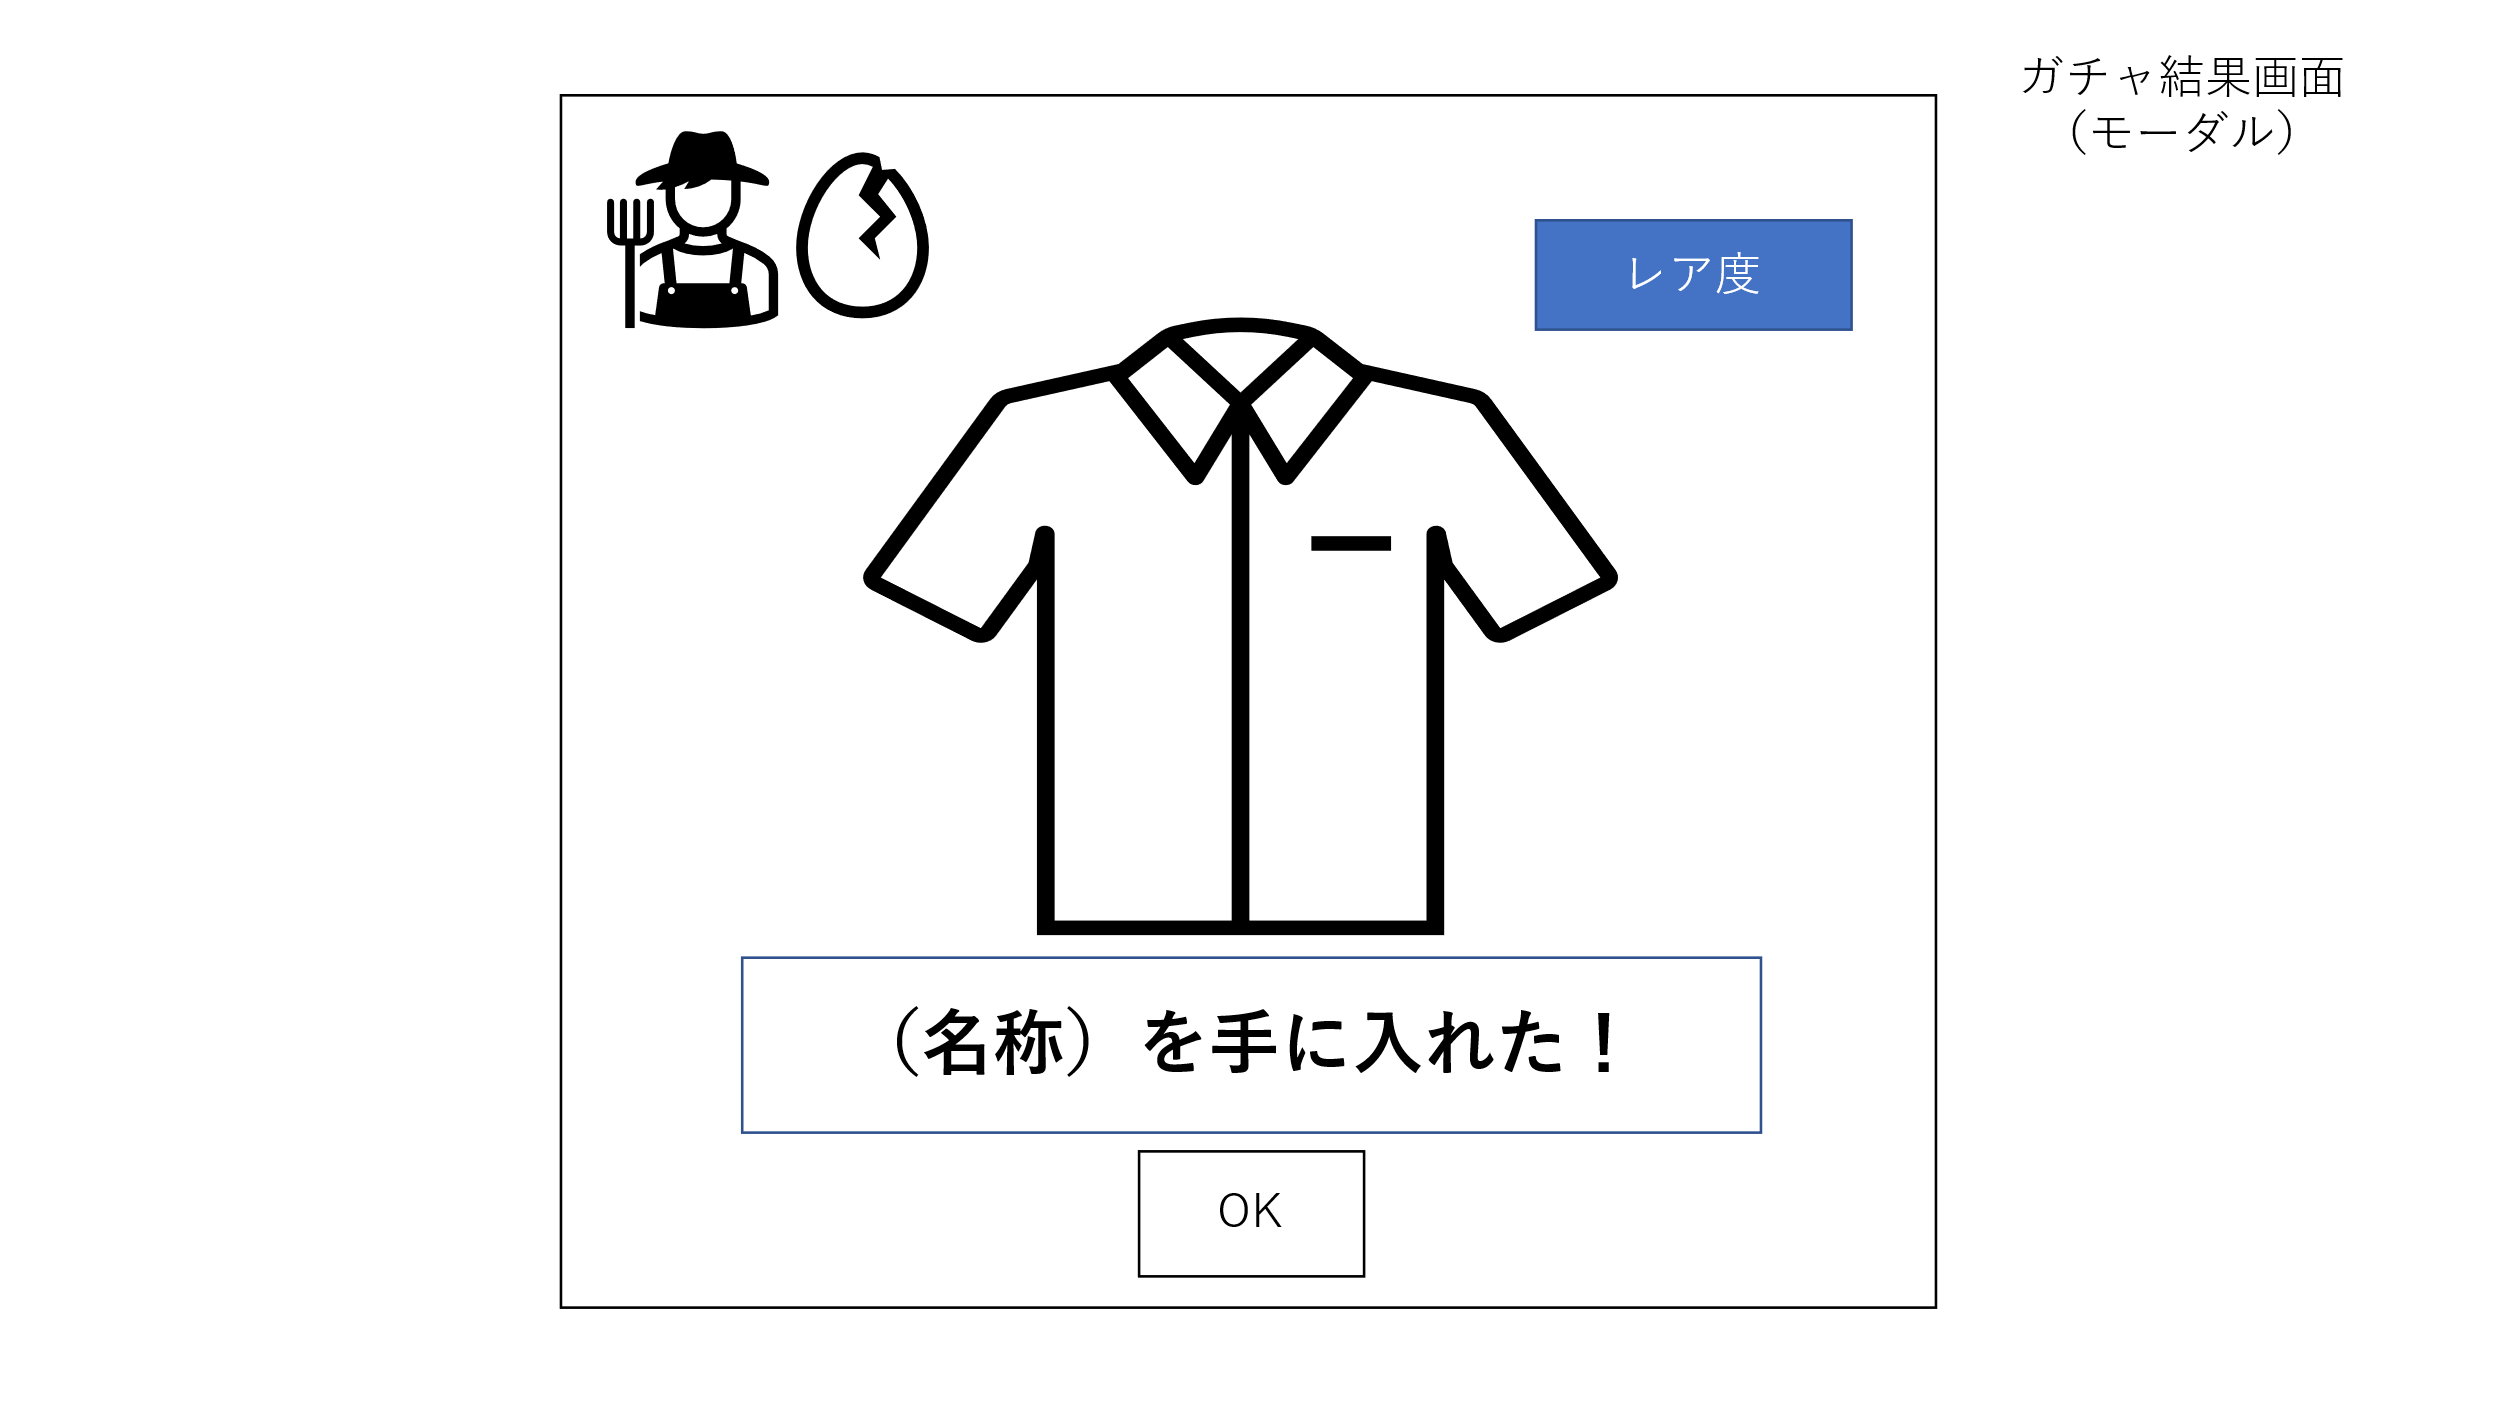 ガチャ結果画面
（モーダル）
レア度
（名称）を手に入れた！
OK